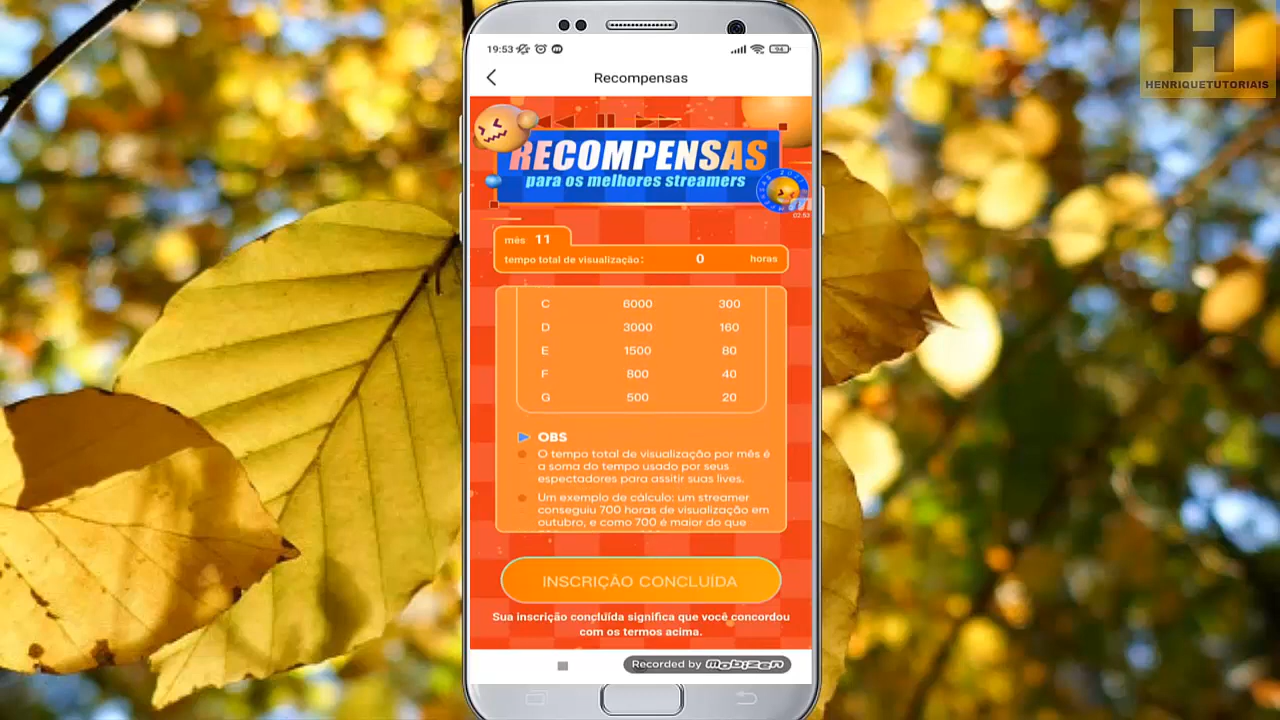 H
HENRIQUETUTORIAIS
19:53
94
Recompensas
RECOMPENSAS
para os melhores streamers
02:53
mês 11
tempo total de visualização: 0 horas
C 6000 300
D 3000 160
E 1500 80
F 800 40
G 500 20
OBS
O tempo total de visualização por mês é
a soma do tempo usado por seus
espectadores para assitir suas lives.
Um exemplo de cálculo: um streamer
conseguiu 700 horas de visualização em
outubro, e como 700 é maior do que
INSCRIÇÃO CONCLUÍDA
Sua inscrição concluída significa que você concordou
com os termos acima.
Recorded by mobizen